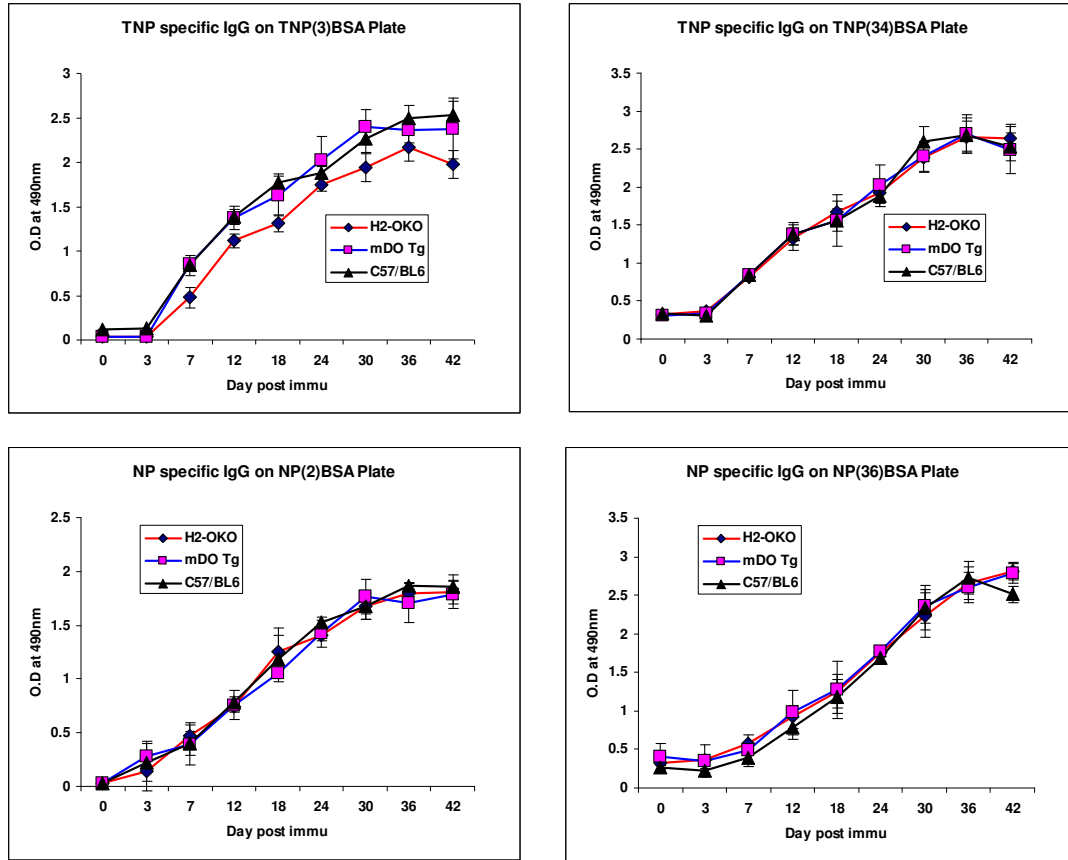 TNP specific IgG on TNP(3)BSA Plate
3
2.5
2
1.5
1
0.5
0
O.D at 490nm
H2-OKO
mDO Tg
C57/BL6
0 3 7 12 18 24 30 36 42
Day post immu
TNP specific IgG on TNP(34)BSA Plate
3.5
3
2.5
2
1.5
1
0.5
0
O.D at 490nm
H2-OKO
mDO Tg
C57/BL6
0 3 7 12 18 24 30 36 42
Day post immu
NP specific IgG on NP(2)BSA Plate
2.5
2
1.5
1
0.5
0
O.D at 490nm
H2-OKO
mDO Tg
C57/BL6
0 3 7 12 18 24 30 36 42
Day post immu
NP specific IgG on NP(36)BSA Plate
3.5
3
2.5
2
1.5
1
0.5
0
O.D at 490nm
H2-OKO
mDO Tg
C57/BL6
0 3 7 12 18 24 30 36 42
Day post immu